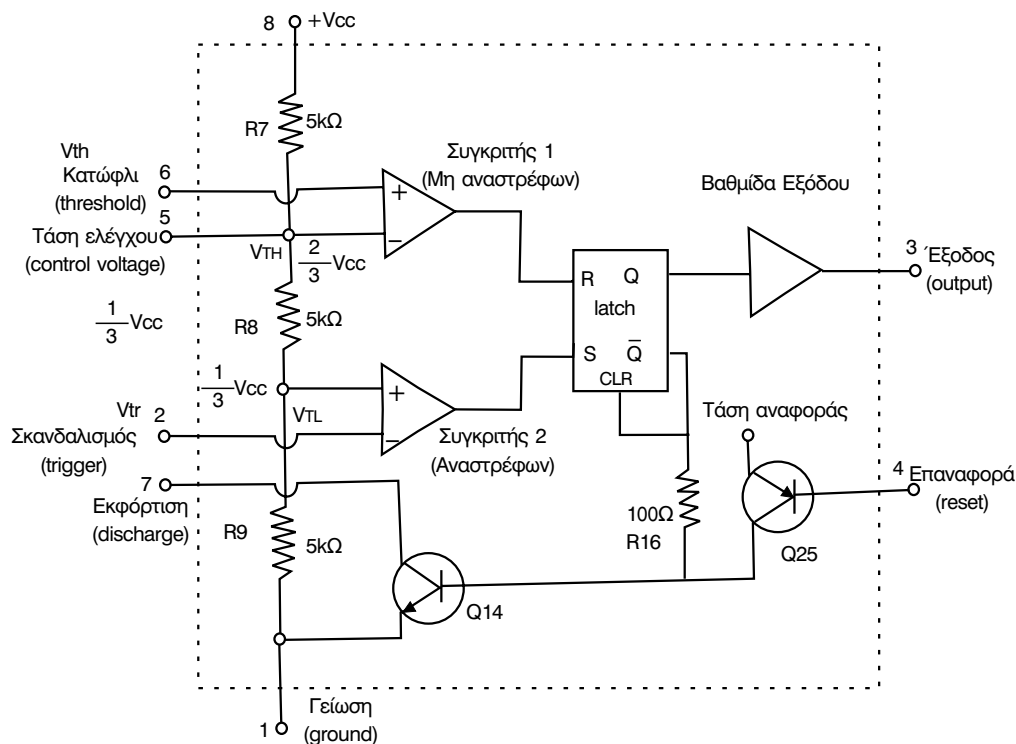 8
+Vcc
R7
5kΩ
Vth
Κατώφλι
(threshold)
6
Συγκριτής 1
(Μη αναστρέφων)
Βαθμίδα Εξόδου
+
−
5
Τάση ελέγχου
(control voltage)
VTH
2/3 Vcc
R Q
latch
S Q̅
CLR
3
Έξοδος
(output)
1/3 Vcc
R8
5kΩ
1/3 Vcc
VTL
+
−
Συγκριτής 2
(Αναστρέφων)
Vtr
2
Σκανδαλισμός
(trigger)
Τάση αναφοράς
7
Εκφόρτιση
(discharge)
4
Επαναφορά
(reset)
R9
5kΩ
100Ω
R16
Q25
Q14
1
Γείωση
(ground)